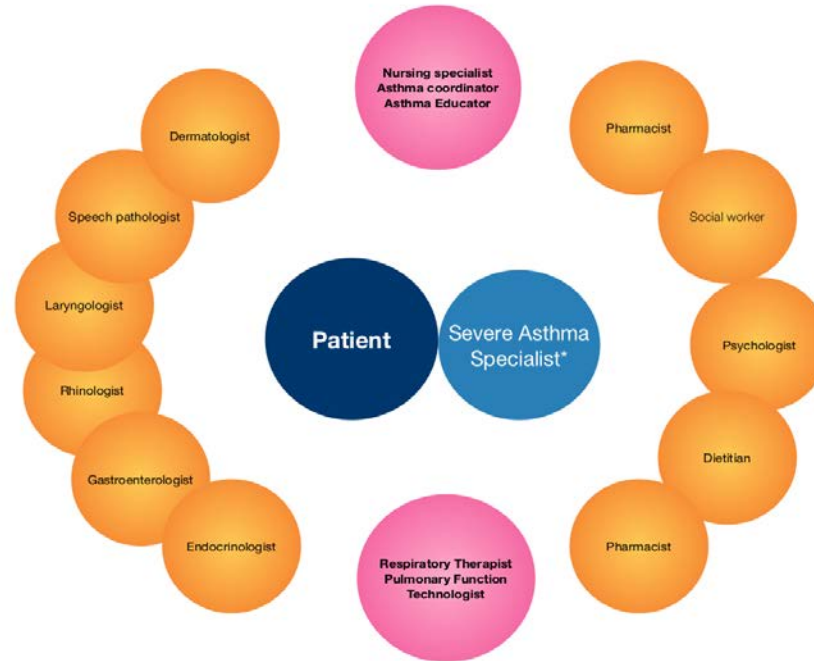 Nursing specialist
Asthma coordinator
Asthma Educator
Dermatologist
Pharmacist
Speech pathologist
Social worker
Laryngologist
Patient
Severe Asthma
Specialist*
Psychologist
Rhinologist
Dietitian
Gastroenterologist
Endocrinologist
Pharmacist
Respiratory Therapist
Pulmonary Function
Technologist